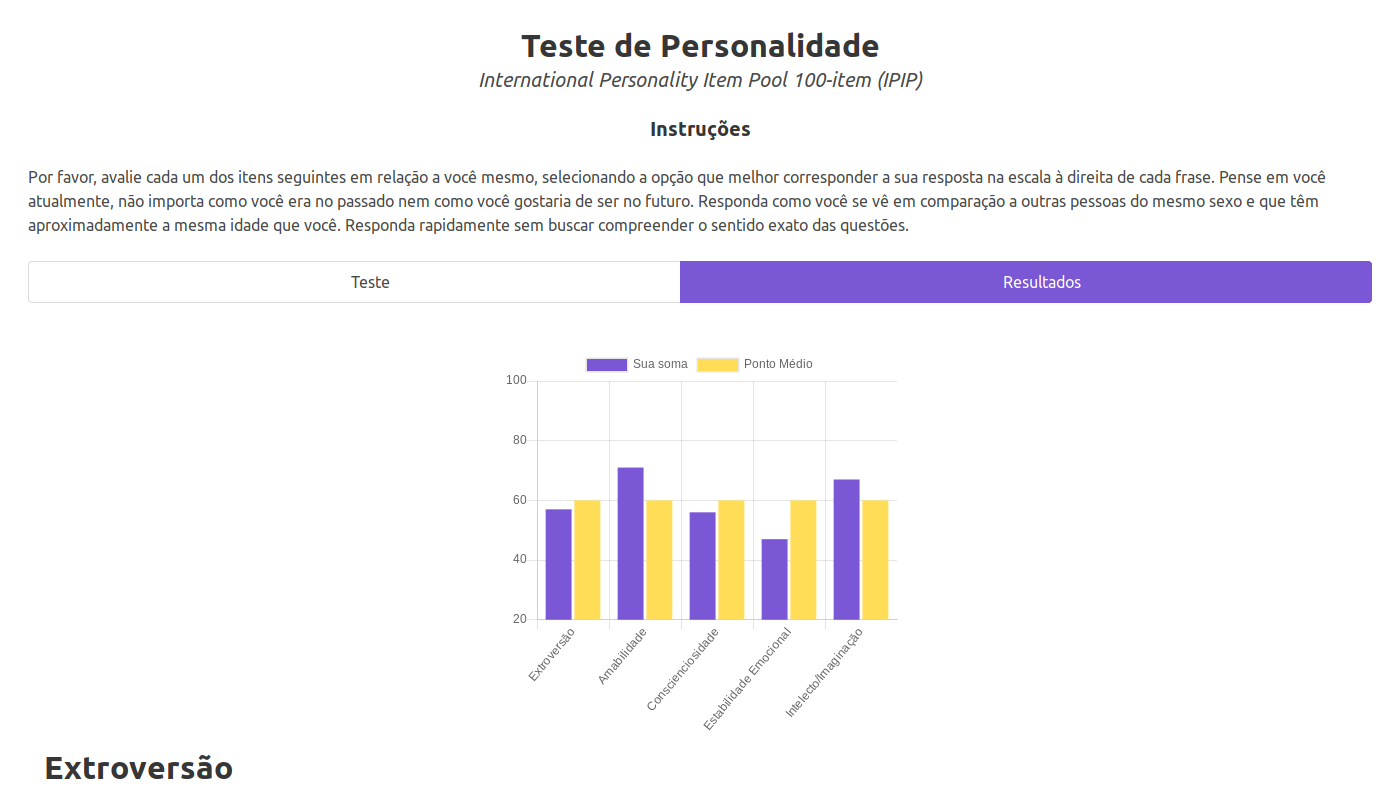 Teste de Personalidade
International Personality Item Pool 100-item (IPIP)
Instruções
Por favor, avalie cada um dos itens seguintes em relação a você mesmo, selecionando a opção que melhor corresponder a sua resposta na escala à direita de cada frase. Pense em você
atualmente, não importa como você era no passado nem como você gostaria de ser no futuro. Responda como você se vê em comparação a outras pessoas do mesmo sexo e que têm
aproximadamente a mesma idade que você. Responda rapidamente sem buscar compreender o sentido exato das questões.
Teste
Resultados
Sua soma
Ponto Médio
100
80
60
40
20
Extroversão
Amabilidade
Conscienciosidade
Estabilidade Emocional
Intelecto/Imaginação
Extroversão